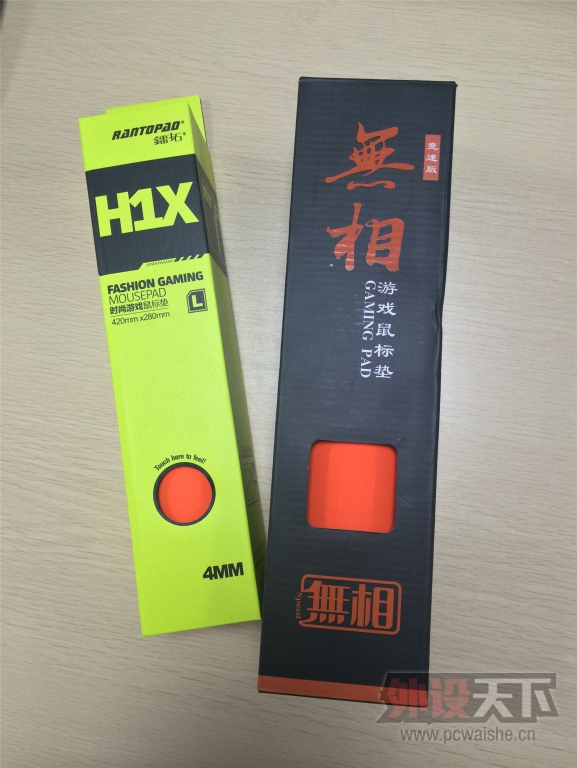 RANTOPAD®
鐳拓®
H1X
FASHION GAMING
MOUSEPAD
时尚游戏鼠标垫
L
420mm x280mm
Touch here to feel!
4MM
竞速版
無相
游戏鼠标垫
GAMING PAD
Speed
無相
外设天下
www.pcwaishe.cn